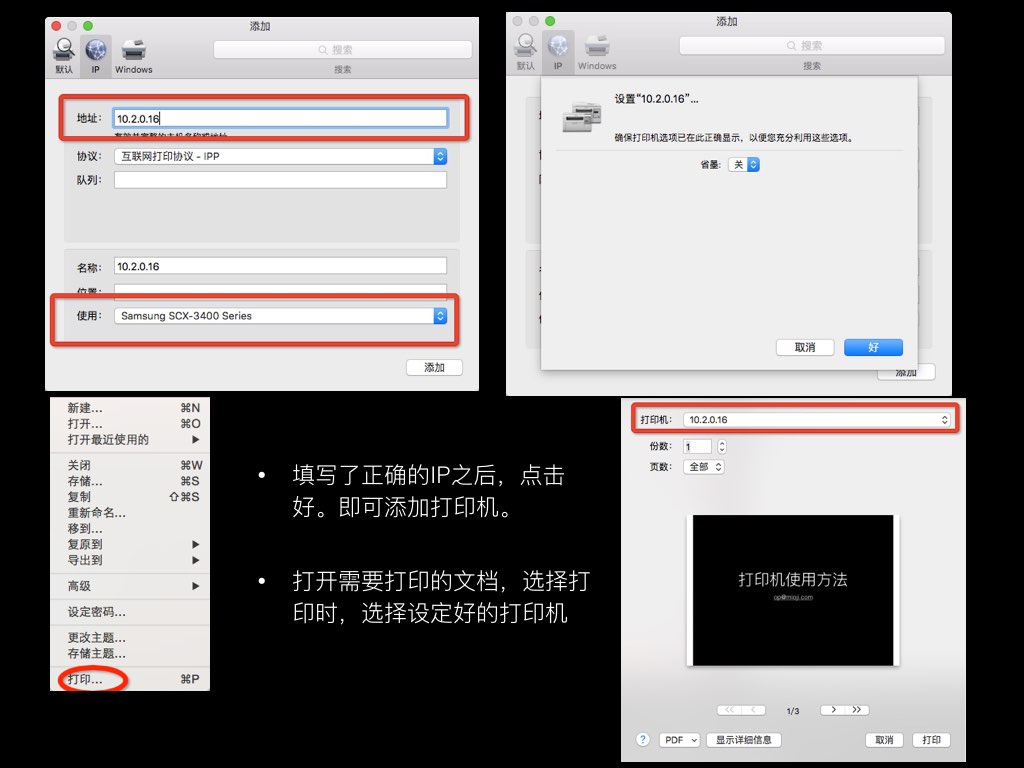 添加
默认
IP
Windows
搜索
搜索
地址:
10.2.0.16
协议:
互联网打印协议 - IPP
队列:
名称:
10.2.0.16
位置:
使用:
Samsung SCX-3400 Series
添加
添加
默认
IP
Windows
搜索
搜索
设置“10.2.0.16”...
确保打印机选项已在此正确显示，以便您充分利用这些选项。
省墨:
关
取消
好
添加
新建... ⌘N
打开... ⌘O
打开最近使用的 ▶
关闭 ⌘W
存储... ⌘S
复制 ⇧⌘S
重新命名...
移到...
复原到 ▶
导出到 ▶
高级 ▶
设定密码...
更改主题...
存储主题...
打印... ⌘P
• 填写了正确的IP之后，点击
好。即可添加打印机。
• 打开需要打印的文档，选择打
印时，选择设定好的打印机
打印机:
10.2.0.16
份数:
1
页数:
全部
打印机使用方法
op@mioji.com
1/3
?
PDF
显示详细信息
取消
打印